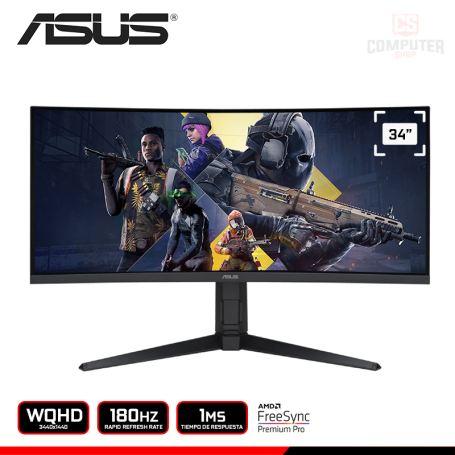 ASUS®
CS
COMPUTER
SHOP
34"
ASUS
WQHD
3440x1440
180HZ
RAPID REFRESH RATE
1MS
TIEMPO DE RESPUESTA
AMD
FreeSync
Premium Pro